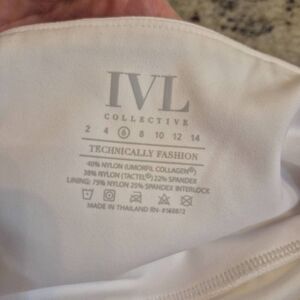 IVL
COLLECTIVE
2 4 6 8 10 12 14
TECHNICALLY FASHION
40% NYLON (UMORFIL COLLAGEN®)
38% NYLON (TACTEL®) 22% SPANDEX
LINING: 75% NYLON 25% SPANDEX INTERLOCK
MADE IN THAILAND RN#